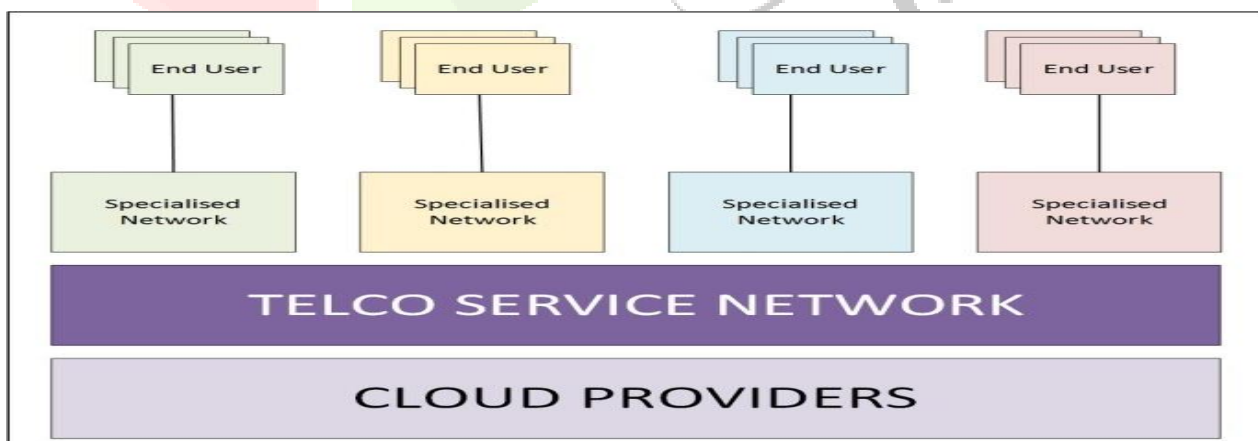 End User
End User
End User
End User
Specialised
Network
Specialised
Network
Specialised
Network
Specialised
Network
TELCO SERVICE NETWORK
CLOUD PROVIDERS